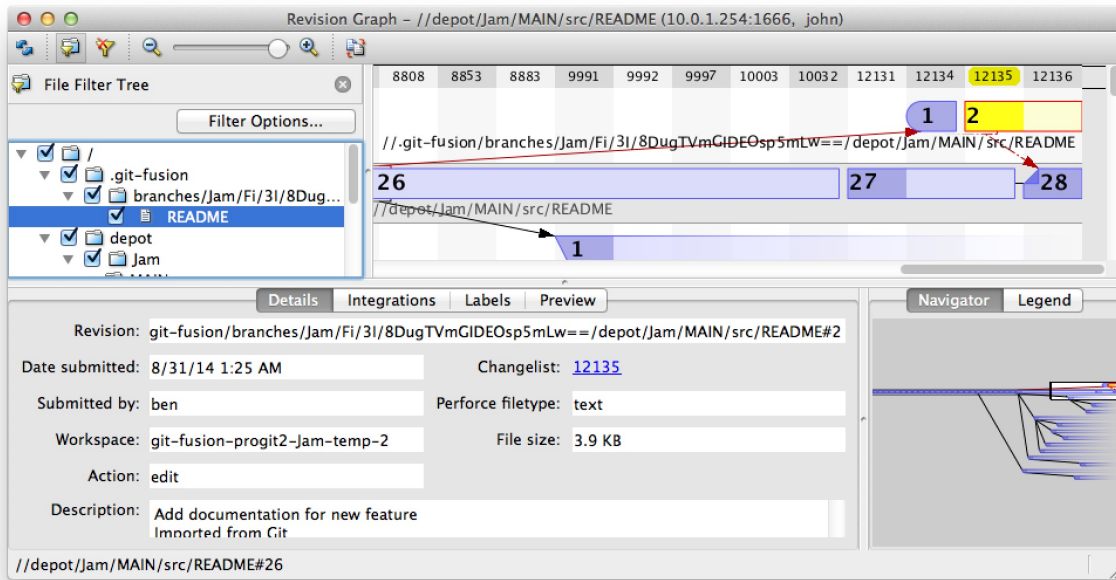 Revision Graph – //depot/Jam/MAIN/src/README (10.0.1.254:1666, john)
File Filter Tree
Filter Options...
/
.git-fusion
branches/Jam/Fi/3I/8Dug...
README
depot
Jam
8808 8853 8883 9991 9992 9997 10003 10032 12131 12134 12135 12136
1 2
//.git-fusion/branches/Jam/Fi/3I/8DugTVmGIDEOsp5mLw==/depot/Jam/MAIN/src/README
26 27 28
//depot/Jam/MAIN/src/README
1
Details Integrations Labels Preview
Revision: git-fusion/branches/Jam/Fi/3I/8DugTVmGIDEOsp5mLw==/depot/Jam/MAIN/src/README#2
Date submitted: 8/31/14 1:25 AM Changelist: 12135
Submitted by: ben Perforce filetype: text
Workspace: git-fusion-progit2-Jam-temp-2 File size: 3.9 KB
Action: edit
Description: Add documentation for new feature
Imported from Git
Navigator Legend
//depot/Jam/MAIN/src/README#26